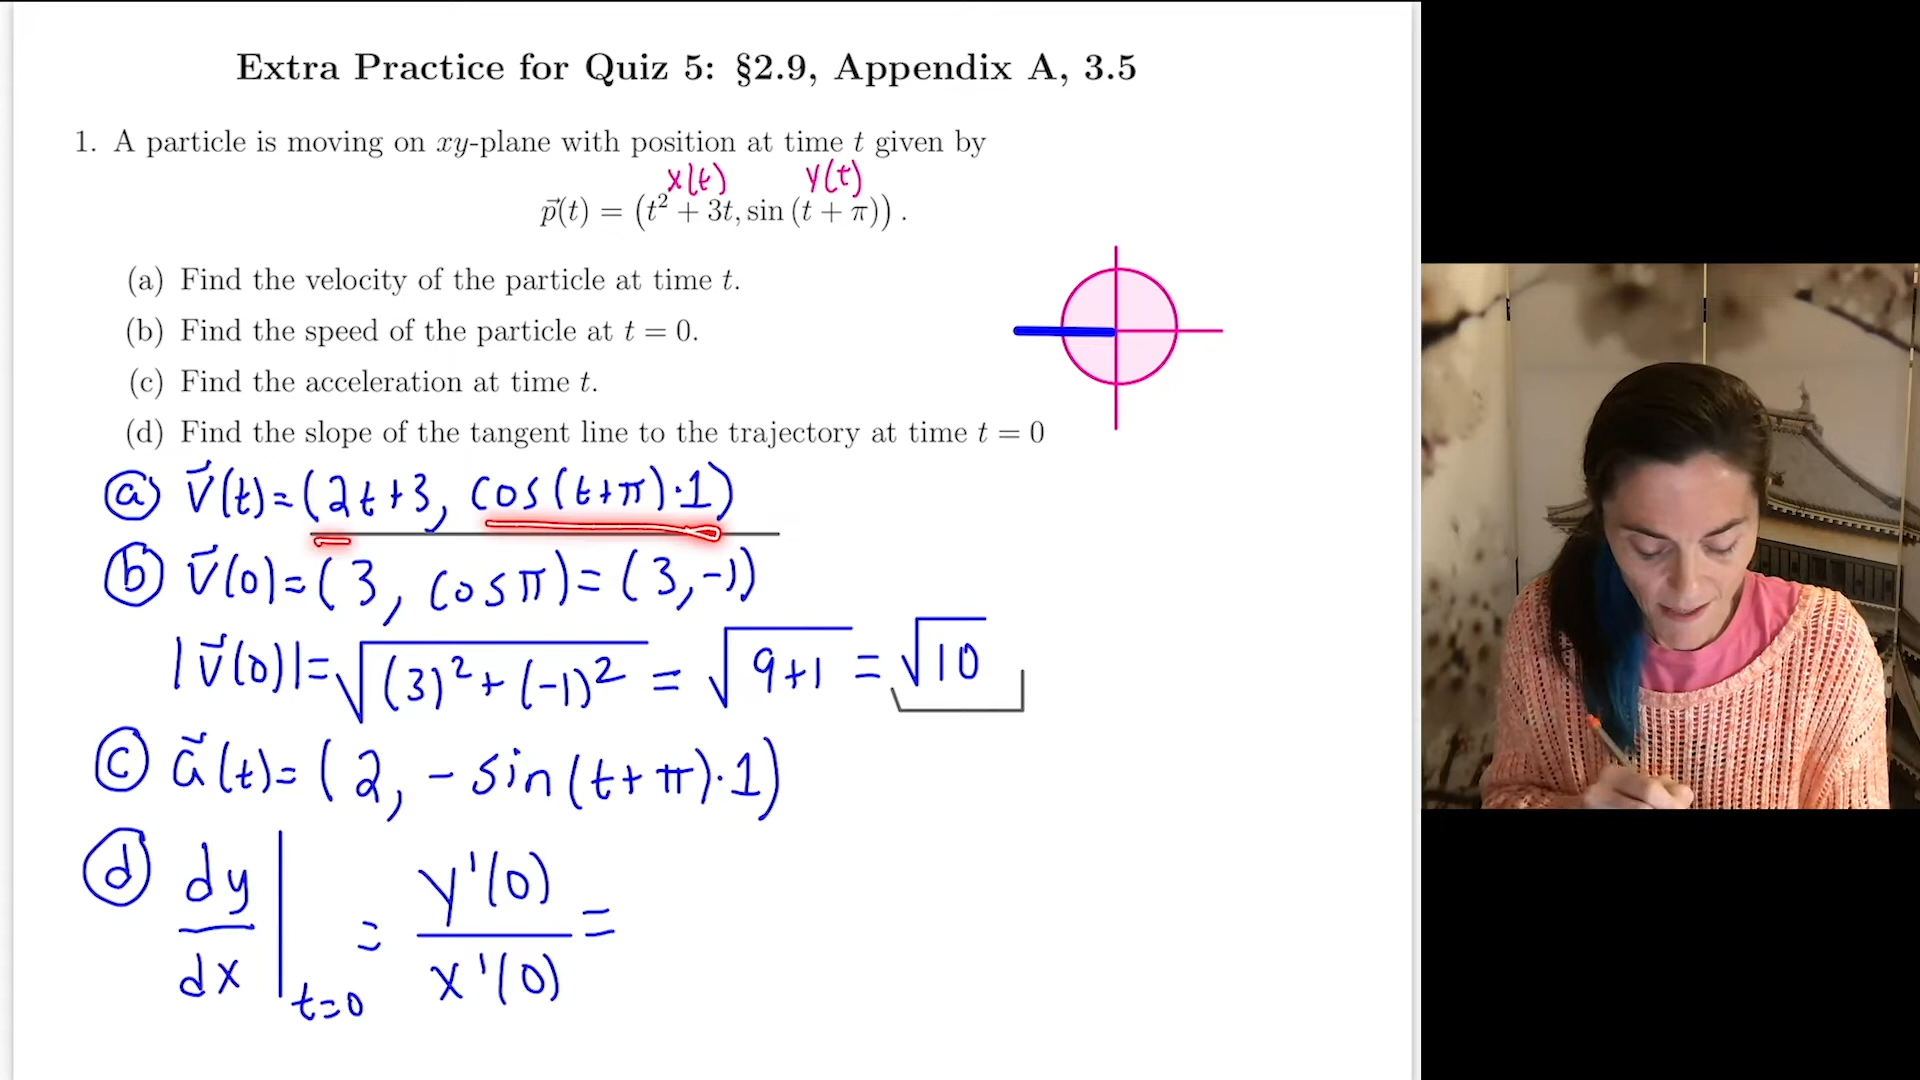 Extra Practice for Quiz 5: §2.9, Appendix A, 3.5
1. A particle is moving on xy-plane with position at time t given by
x(t) y(t)
p⃗(t) = (t² + 3t, sin (t + π)) .
(a) Find the velocity of the particle at time t.
(b) Find the speed of the particle at t = 0.
(c) Find the acceleration at time t.
(d) Find the slope of the tangent line to the trajectory at time t = 0
ⓐ v⃗(t)=(2t+3, cos(t+π)·1)
ⓑ v⃗(0)=(3, cosπ)=(3,-1)
|v⃗(0)|=√((3)²+(-1)²) = √(9+1) = √10
ⓒ a⃗(t)=(2, -sin(t+π)·1)
ⓓ dy/dx |t=0 = y'(0)/x'(0) =